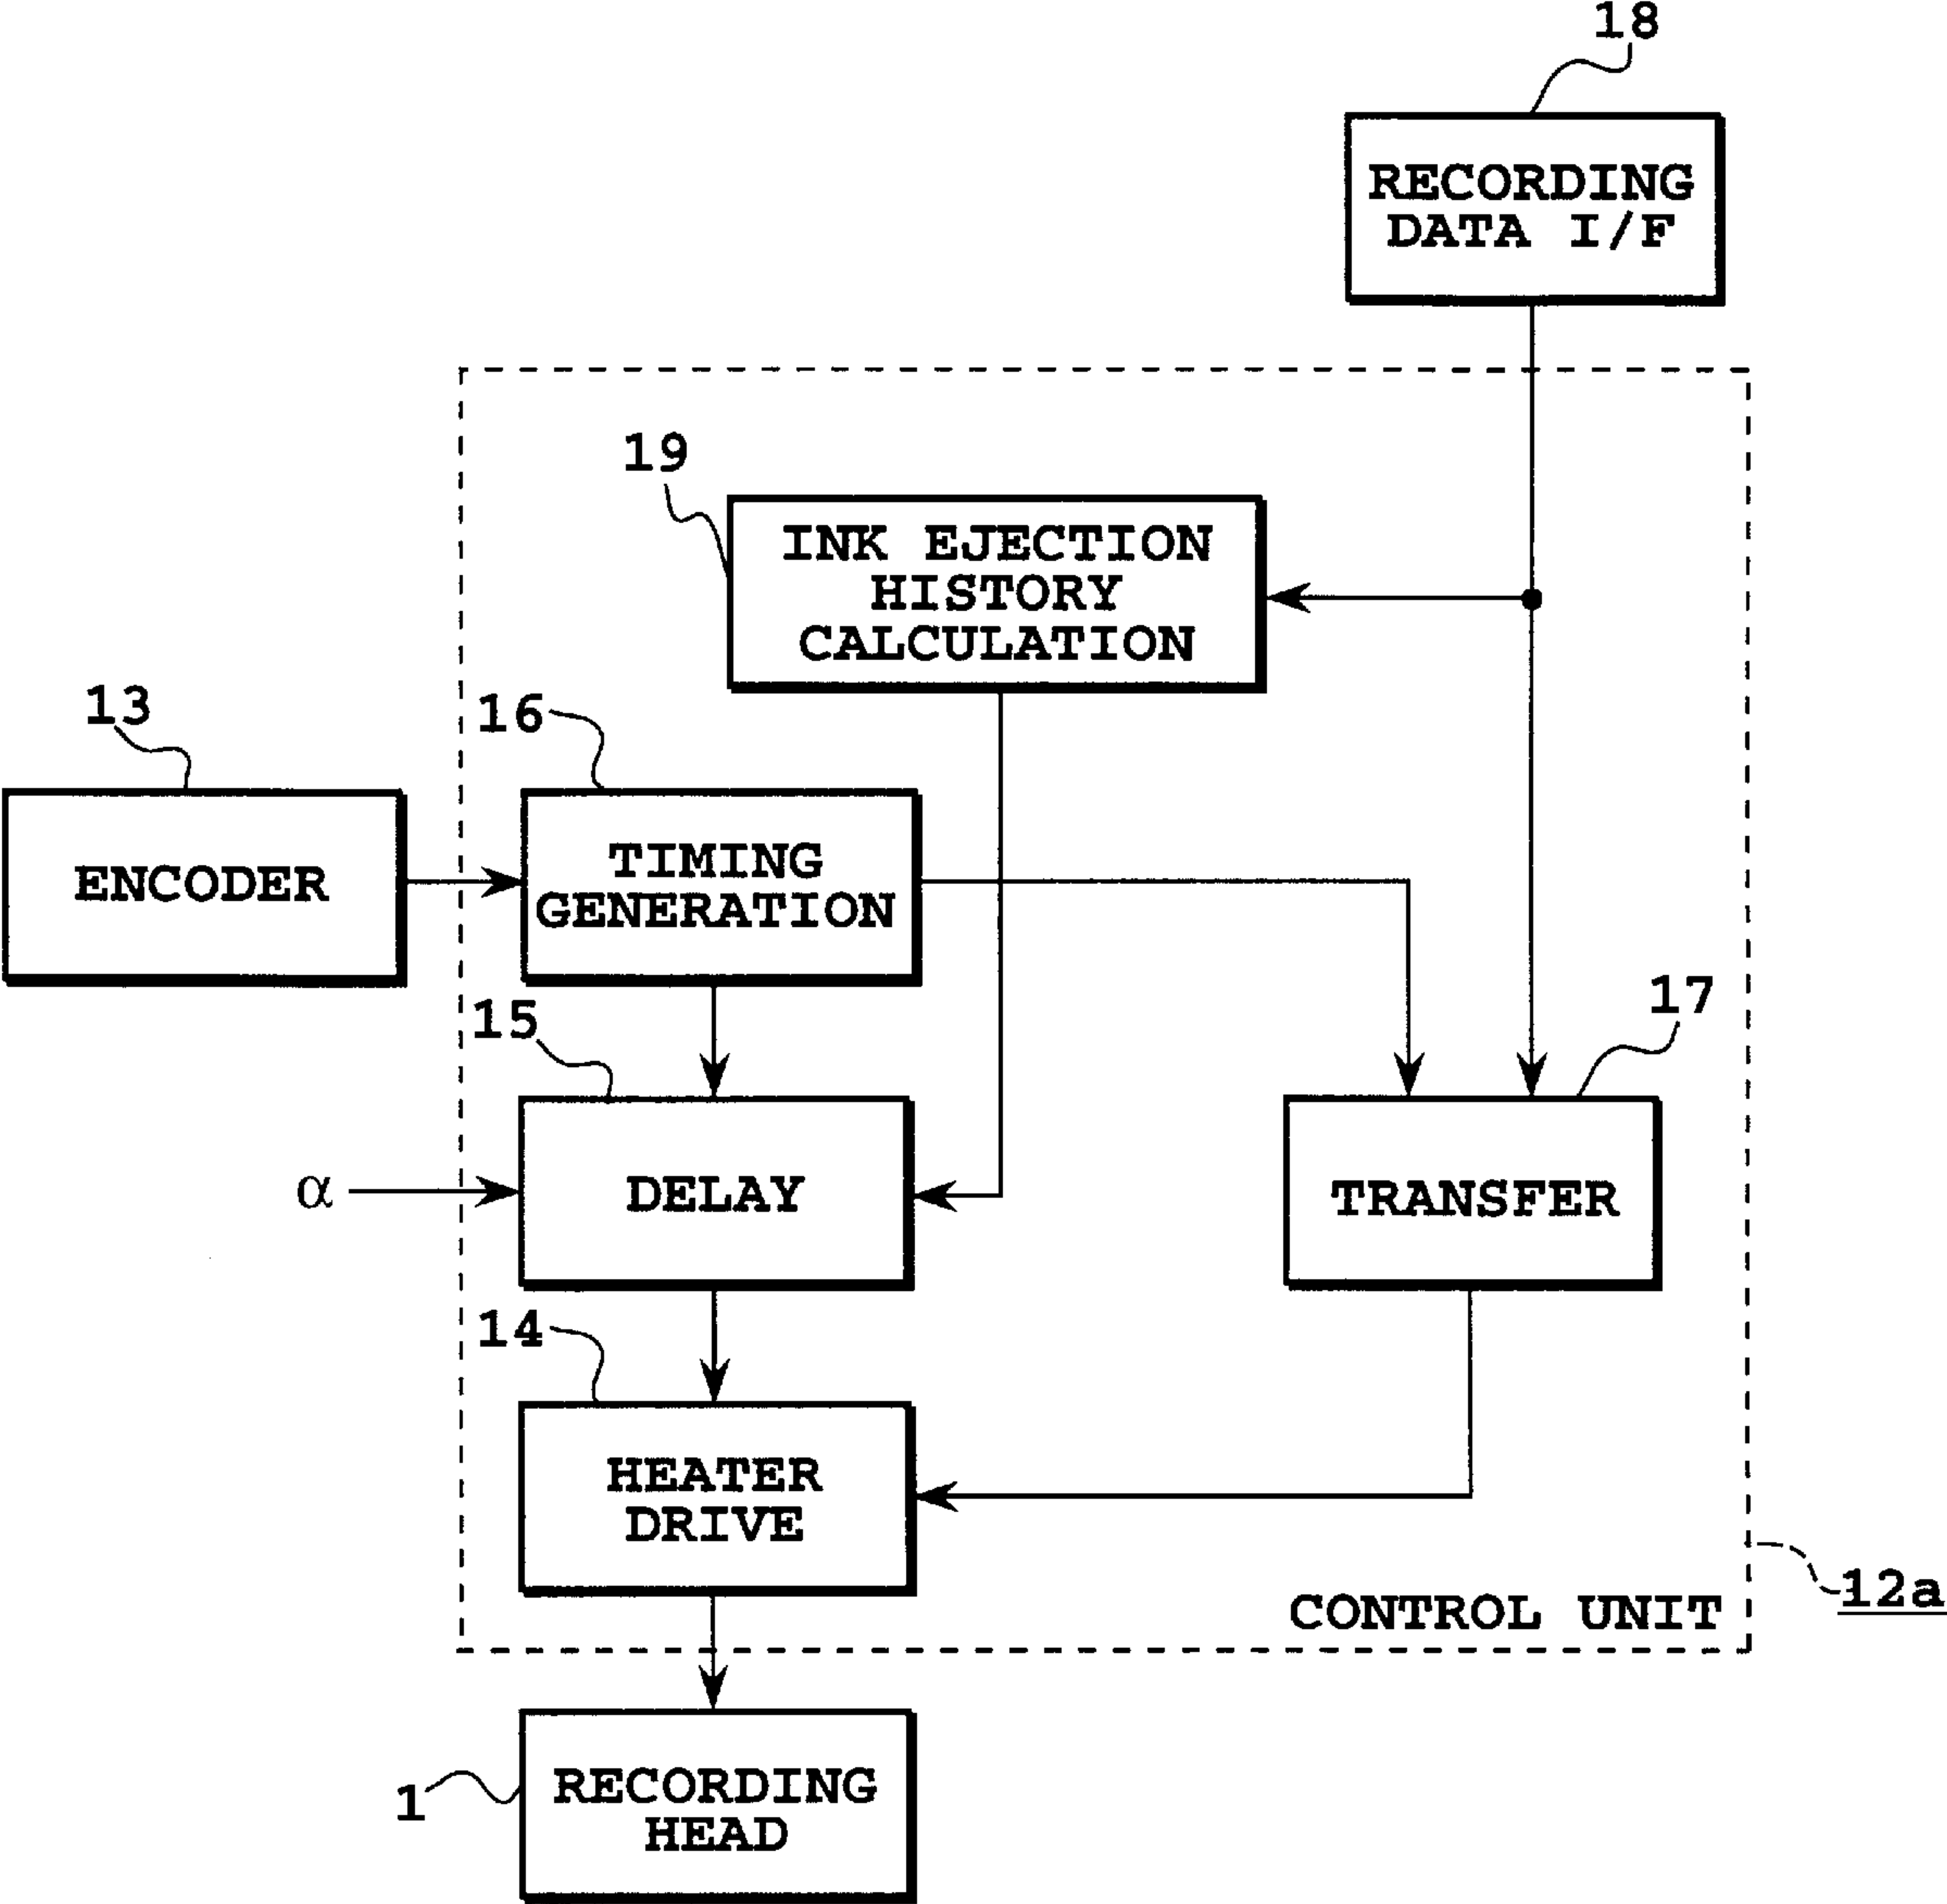 18
RECORDING
DATA I/F
19
INK EJECTION
HISTORY
CALCULATION
13
16
ENCODER
TIMING
GENERATION
15
17
α
DELAY
TRANSFER
14
HEATER
DRIVE
CONTROL UNIT
12a
1
RECORDING
HEAD